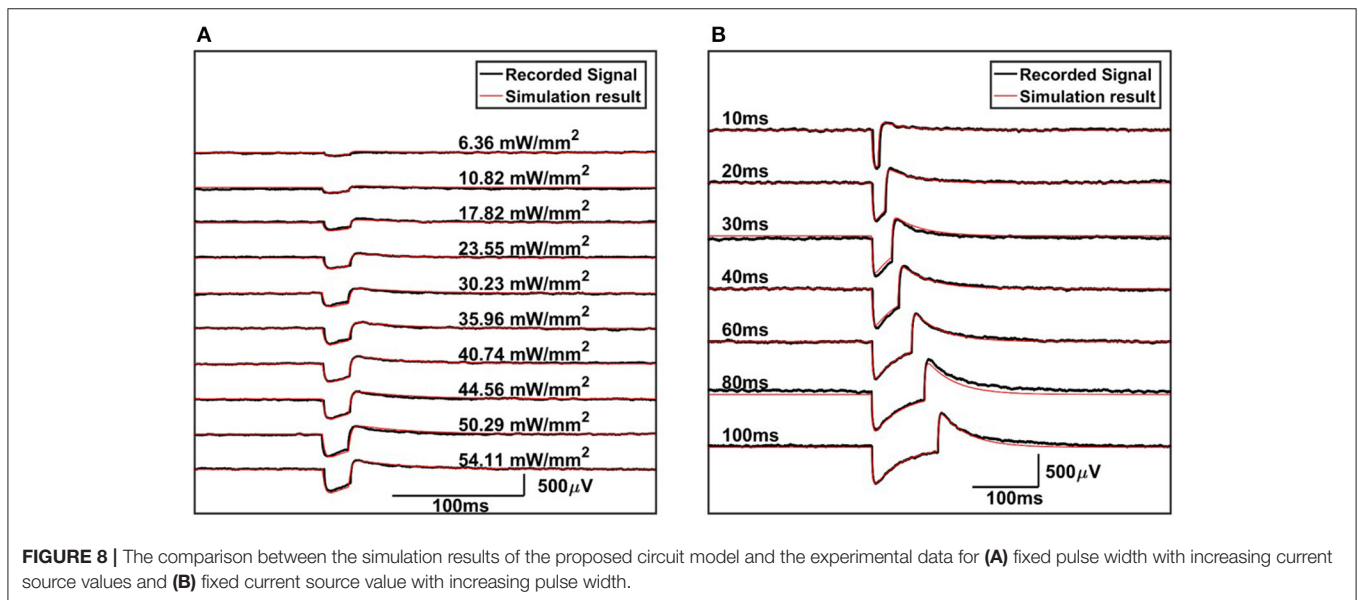 A
Recorded Signal
Simulation result
6.36 mW/mm²
10.82 mW/mm²
17.82 mW/mm²
23.55 mW/mm²
30.23 mW/mm²
35.96 mW/mm²
40.74 mW/mm²
44.56 mW/mm²
50.29 mW/mm²
54.11 mW/mm²
500μV
100ms
B
Recorded Signal
Simulation result
10ms
20ms
30ms
40ms
60ms
80ms
100ms
500μV
100ms
FIGURE 8 | The comparison between the simulation results of the proposed circuit model and the experimental data for (A) fixed pulse width with increasing current
source values and (B) fixed current source value with increasing pulse width.